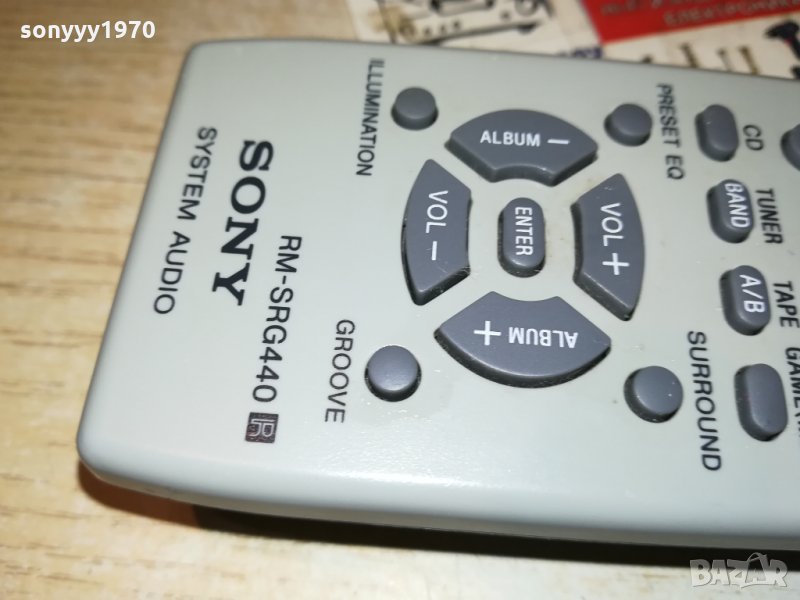 sonyyy1970
ILLUMINATION
PRESET EQ
CD
ALBUM –
VOL –
ENTER
VOL +
ALBUM +
BAND
TUNER
A/B
TAPE
GROOVE
SURROUND
SONY
SYSTEM AUDIO
RM-SRG440
BAZAR